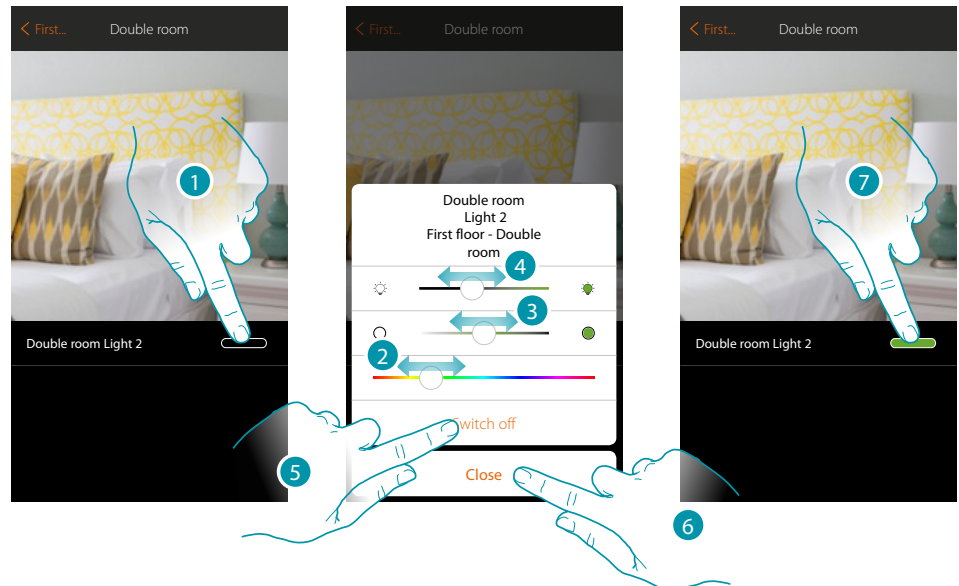 First...
Double room
1
Double room Light 2
First...
Double room
Double room
Light 2
First floor - Double
room
4
3
2
Switch off
5
Close
6
First...
Double room
7
Double room Light 2